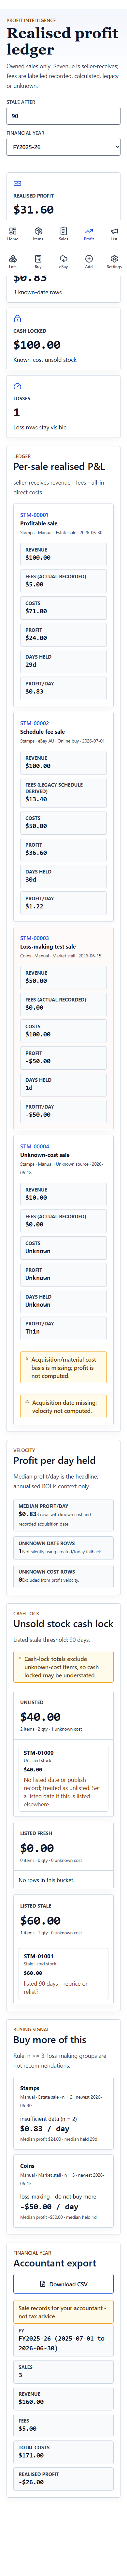 PROFIT INTELLIGENCE
Realised profit
ledger
Owned sales only. Revenue is seller-receives;
fees are labelled recorded, calculated, legacy
or unknown.
STALE AFTER
90
FINANCIAL YEAR
FY2025-26
REALISED PROFIT
$31.60
Home
Items
Sales
Profit
List
Lots
Buy
eBay
Add
Settings
$0.83
3 known-date rows
CASH LOCKED
$100.00
Known-cost unsold stock
LOSSES
1
Loss rows stay visible
LEDGER
Per-sale realised P&L
seller-receives revenue - fees - all-in
direct costs
STM-00001
Profitable sale
Stamps · Manual · Estate sale · 2026-06-30
REVENUE
$100.00
FEES (ACTUAL RECORDED)
$5.00
COSTS
$71.00
PROFIT
$24.00
DAYS HELD
29d
PROFIT/DAY
$0.83
STM-00002
Schedule fee sale
Stamps · eBay AU · Online buy · 2026-07-01
REVENUE
$100.00
FEES (LEGACY SCHEDULE
DERIVED)
$13.40
COSTS
$50.00
PROFIT
$36.60
DAYS HELD
30d
PROFIT/DAY
$1.22
STM-00003
Loss-making test sale
Coins · Manual · Market stall · 2026-06-15
REVENUE
$50.00
FEES (ACTUAL RECORDED)
$0.00
COSTS
$100.00
PROFIT
-$50.00
DAYS HELD
1d
PROFIT/DAY
-$50.00
STM-00004
Unknown-cost sale
Stamps · Manual · Unknown source · 2026-
06-18
REVENUE
$10.00
FEES (ACTUAL RECORDED)
$0.00
COSTS
Unknown
PROFIT
Unknown
DAYS HELD
Unknown
PROFIT/DAY
Thin
Acquisition/material cost
basis is missing; profit is
not computed.
Acquisition date missing;
velocity not computed.
VELOCITY
Profit per day held
Median profit/day is the headline;
annualised ROI is context only.
MEDIAN PROFIT/DAY
$0.83 3 rows with known cost and
recorded acquisition date.
UNKNOWN DATE ROWS
1 Not silently using created/today fallback.
UNKNOWN COST ROWS
0 Excluded from profit velocity.
CASH LOCK
Unsold stock cash lock
Listed stale threshold: 90 days.
Cash-lock totals exclude
unknown-cost items, so cash
locked may be understated.
UNLISTED
$40.00
2 items · 2 qty · 1 unknown cost
STM-01000
Unlisted stock
$40.00
No listed date or publish
record; treated as unlisted. Set
a listed date if this is listed
elsewhere.
LISTED FRESH
$0.00
0 items · 0 qty · 0 unknown cost
No rows in this bucket.
LISTED STALE
$60.00
1 items · 1 qty · 0 unknown cost
STM-01001
Stale listed stock
$60.00
listed 90 days - reprice or
relist?
BUYING SIGNAL
Buy more of this
Rule: n >= 3; loss-making groups are
not recommendations.
Stamps
Manual · Estate sale · n = 2 · newest 2026-
06-30
insufficient data (n = 2)
$0.83 / day
Median profit $24.00 · median held 29d
Coins
Manual · Market stall · n = 3 · newest 2026-
06-15
loss-making - do not buy more
-$50.00 / day
Median profit -$50.00 · median held 1d
FINANCIAL YEAR
Accountant export
Download CSV
Sale records for your accountant -
not tax advice.
FY
FY2025-26 (2025-07-01 to
2026-06-30)
SALES
3
REVENUE
$160.00
FEES
$5.00
TOTAL COSTS
$171.00
REALISED PROFIT
-$26.00